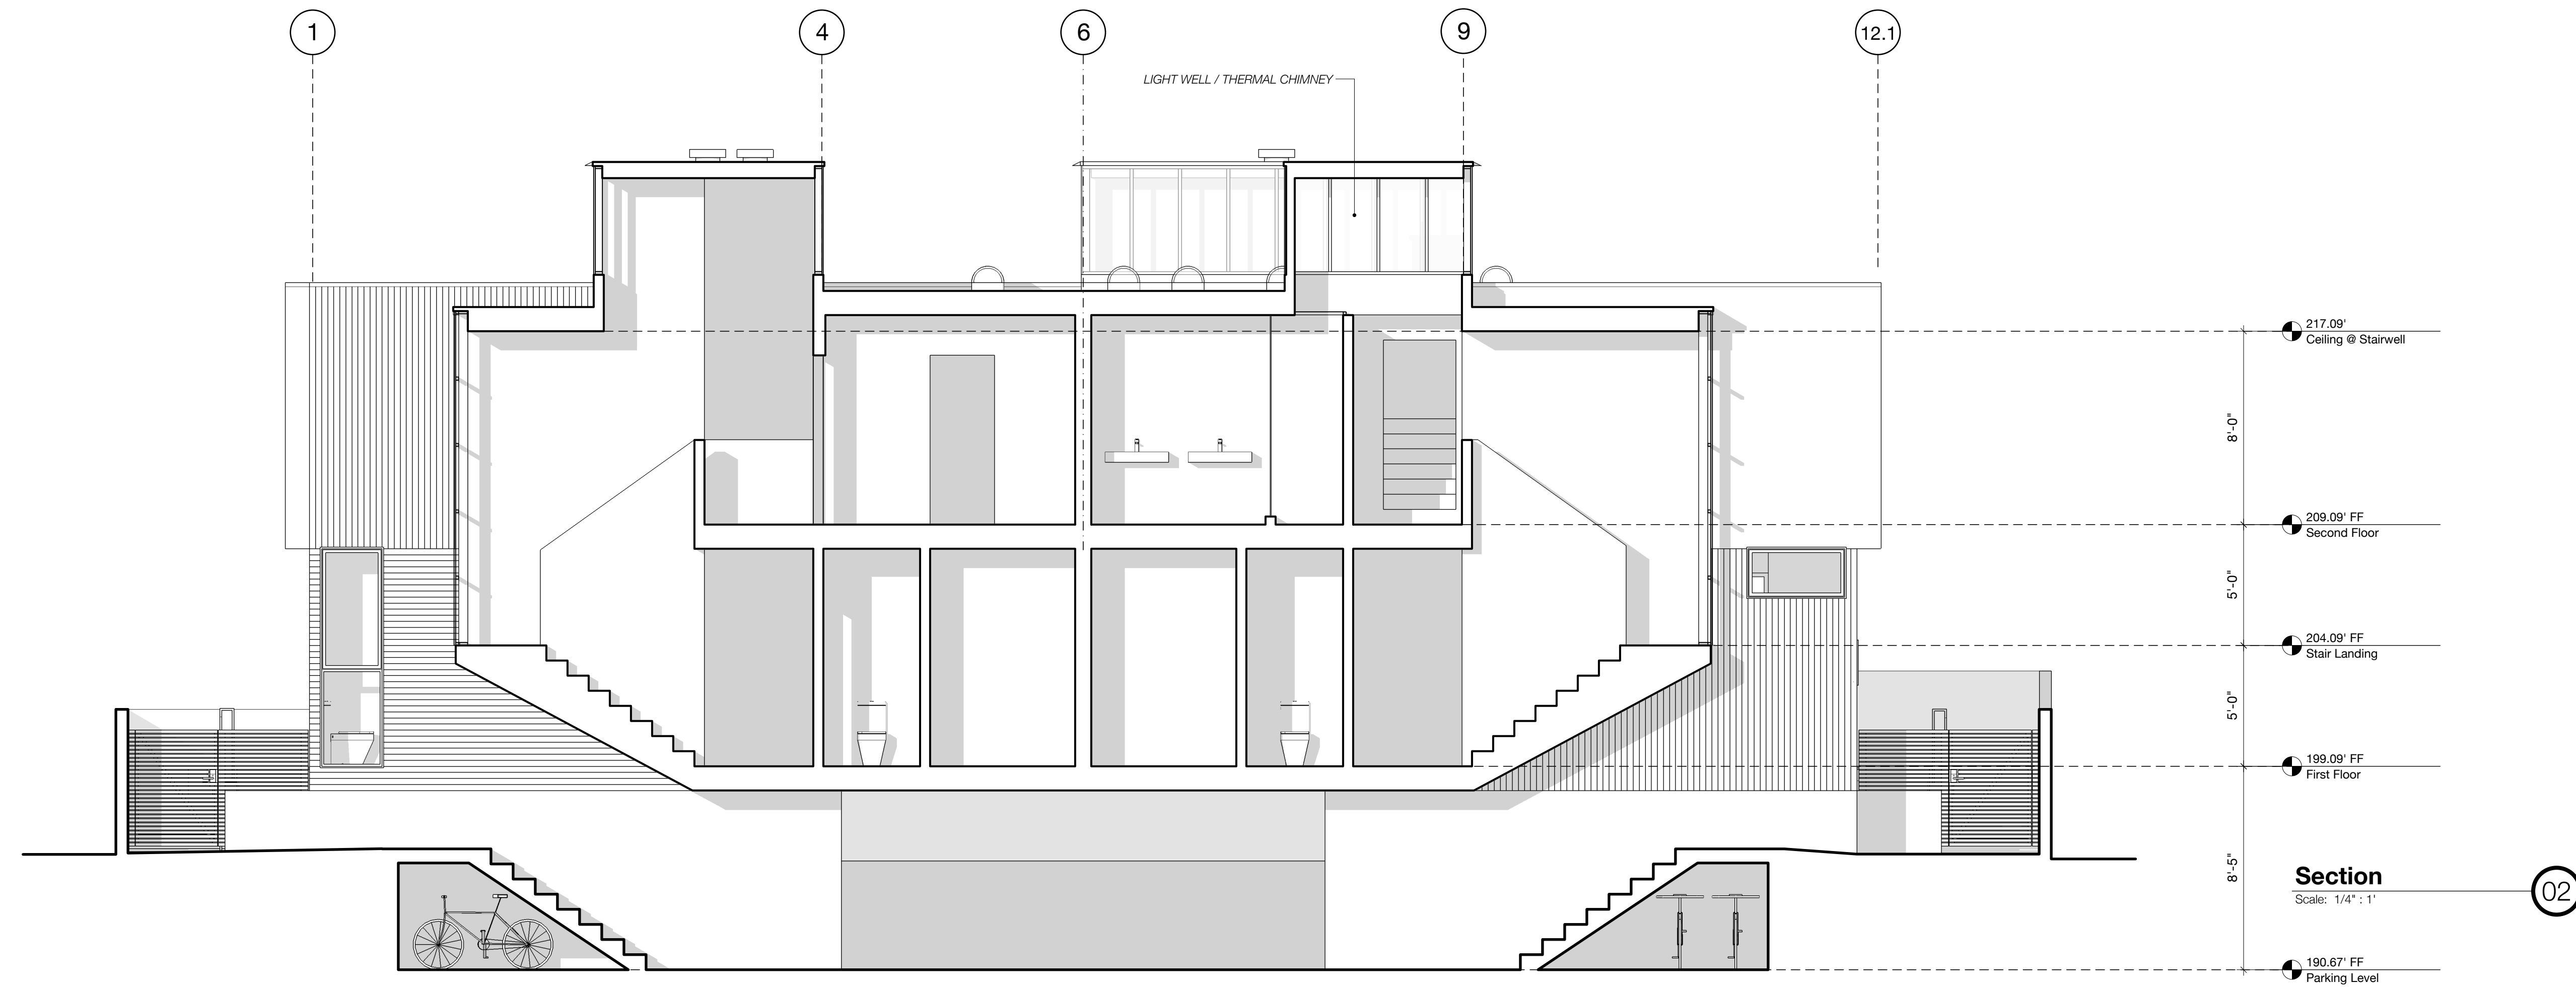 1
4
6
9
12.1
LIGHT WELL / THERMAL CHIMNEY
217.09'
Ceiling @ Stairwell
8'-0"
209.09' FF
Second Floor
5'-0"
204.09' FF
Stair Landing
5'-0"
199.09' FF
First Floor
8'-5"
190.67' FF
Parking Level
Section
Scale: 1/4" : 1'
02